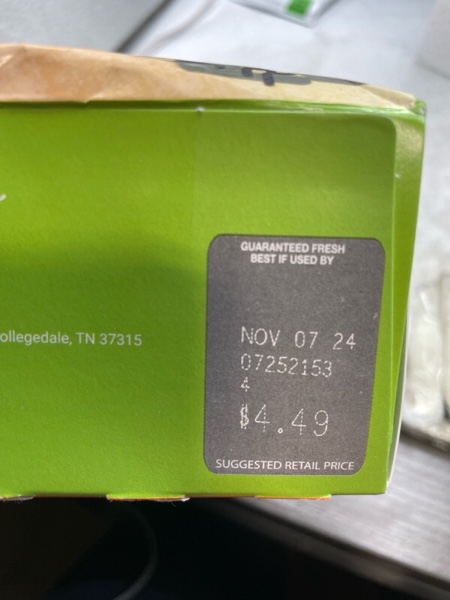 ollegedale, TN 37315
GUARANTEED FRESH
BEST IF USED BY
NOV 07 24
07252153
4
$4.49
SUGGESTED RETAIL PRICE